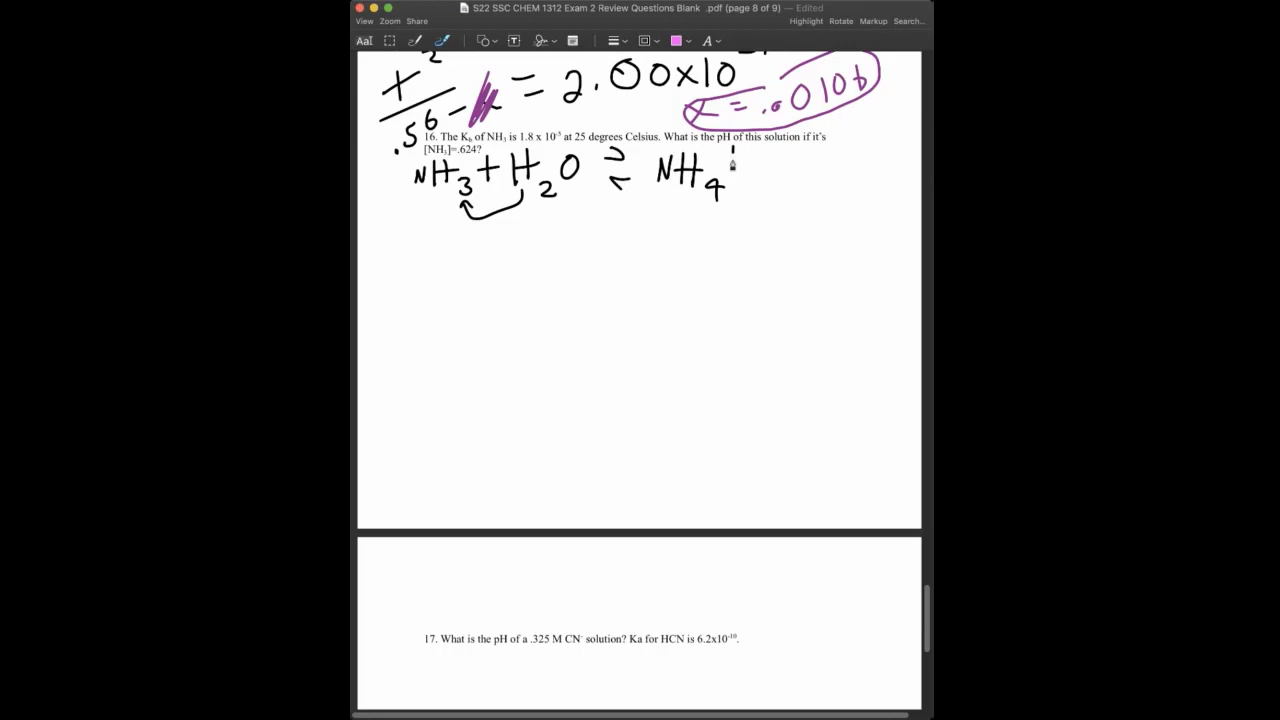 S22 SSC CHEM 1312 Exam 2 Review Questions Blank .pdf (page 8 of 9) — Edited
View Zoom Share Highlight Rotate Markup Search...
AaI T A
x²
.56 - = 2.00x10
x = .0106
16. The Kb of NH3 is 1.8 x 10⁻⁵ at 25 degrees Celsius. What is the pH of this solution if it's
[NH3]=.624?
NH3 + H2O ⇌ NH4
17. What is the pH of a .325 M CN⁻ solution? Ka for HCN is 6.2x10⁻¹⁰.